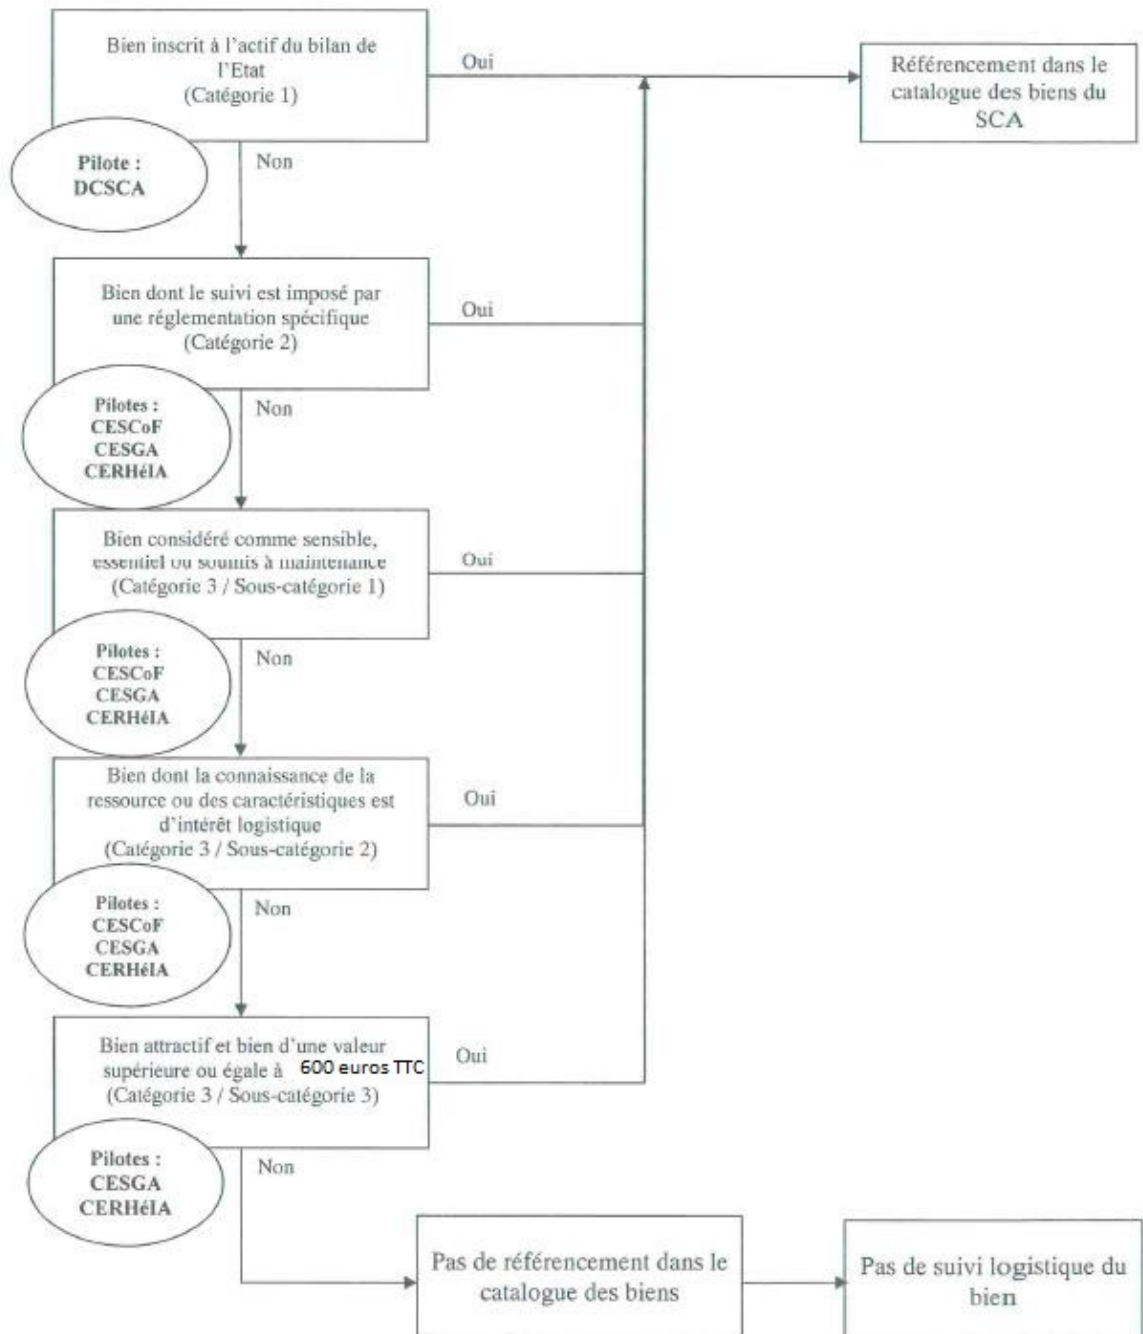 Bien inscrit à l'actif du bilan de
l'Etat
(Catégorie 1)
Oui
Référencement dans le
catalogue des biens du
SCA
Pilote :
DCSCA
Non
Bien dont le suivi est imposé par
une réglementation spécifique
(Catégorie 2)
Oui
Pilotes :
CESCoF
CESGA
CERHéIA
Non
Bien considéré comme sensible,
essentiel ou soumis à maintenance
(Catégorie 3 / Sous-catégorie 1)
Oui
Pilotes :
CESCoF
CESGA
CERHéIA
Non
Bien dont la connaissance de la
ressource ou des caractéristiques est
d'intérêt logistique
(Catégorie 3 / Sous-catégorie 2)
Oui
Pilotes :
CESCoF
CESGA
CERHéIA
Non
Bien attractif et bien d'une valeur
supérieure ou égale à 600 euros TTC
(Catégorie 3 / Sous-catégorie 3)
Oui
Pilotes :
CESGA
CERHéIA
Non
Pas de référencement dans le
catalogue des biens
Pas de suivi logistique du
bien